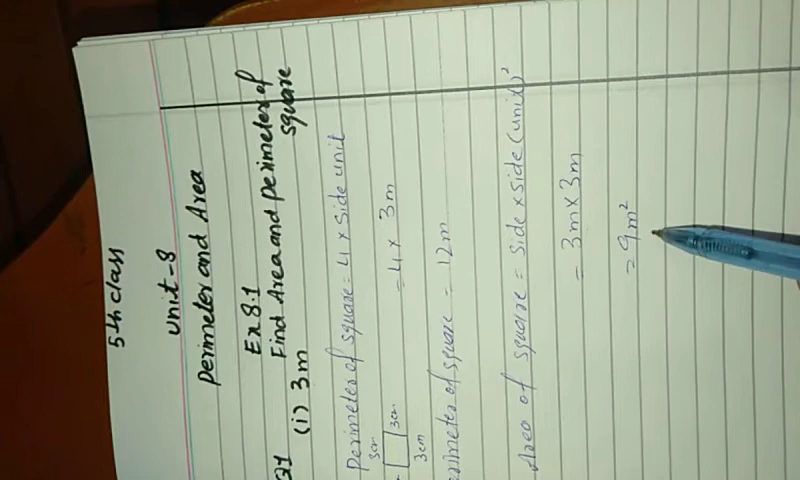 5th class
Unit-8
Perimeter and Area
Ex 8.1
Find Area and perimeter of
square
Q1 (i) 3m
Perimeter of square = 4 x side unit
3cm
3cm
= 4 x 3m
3cm
erimeter of square = 12m
Area of square = side x side (unit)²
= 3m x 3m
= 9m²